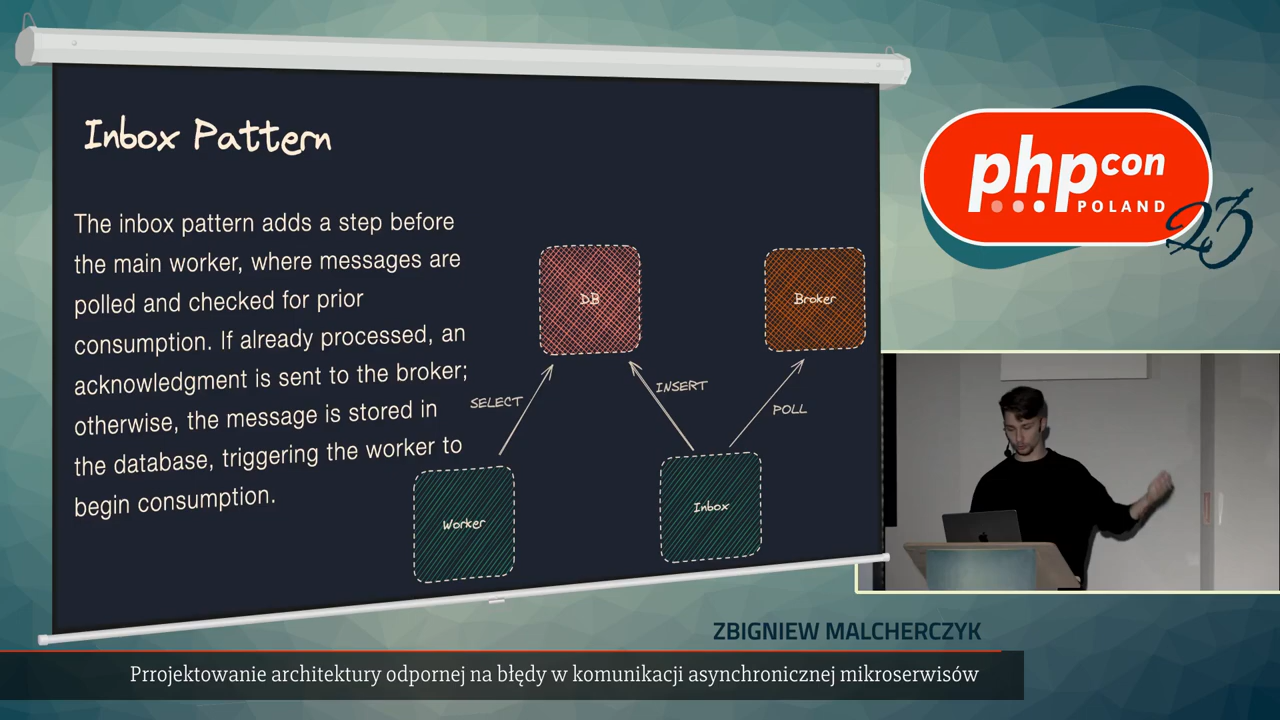 Inbox Pattern
The inbox pattern adds a step before
the main worker, where messages are
polled and checked for prior
consumption. If already processed, an
acknowledgment is sent to the broker;
otherwise, the message is stored in
the database, triggering the worker to
begin consumption.
DB
Broker
SELECT
INSERT
POLL
Worker
Inbox
phpcon
POLAND
23
ZBIGNIEW MALCHERCZYK
Prrojektowanie architektury odpornej na błędy w komunikacji asynchronicznej mikroserwisów